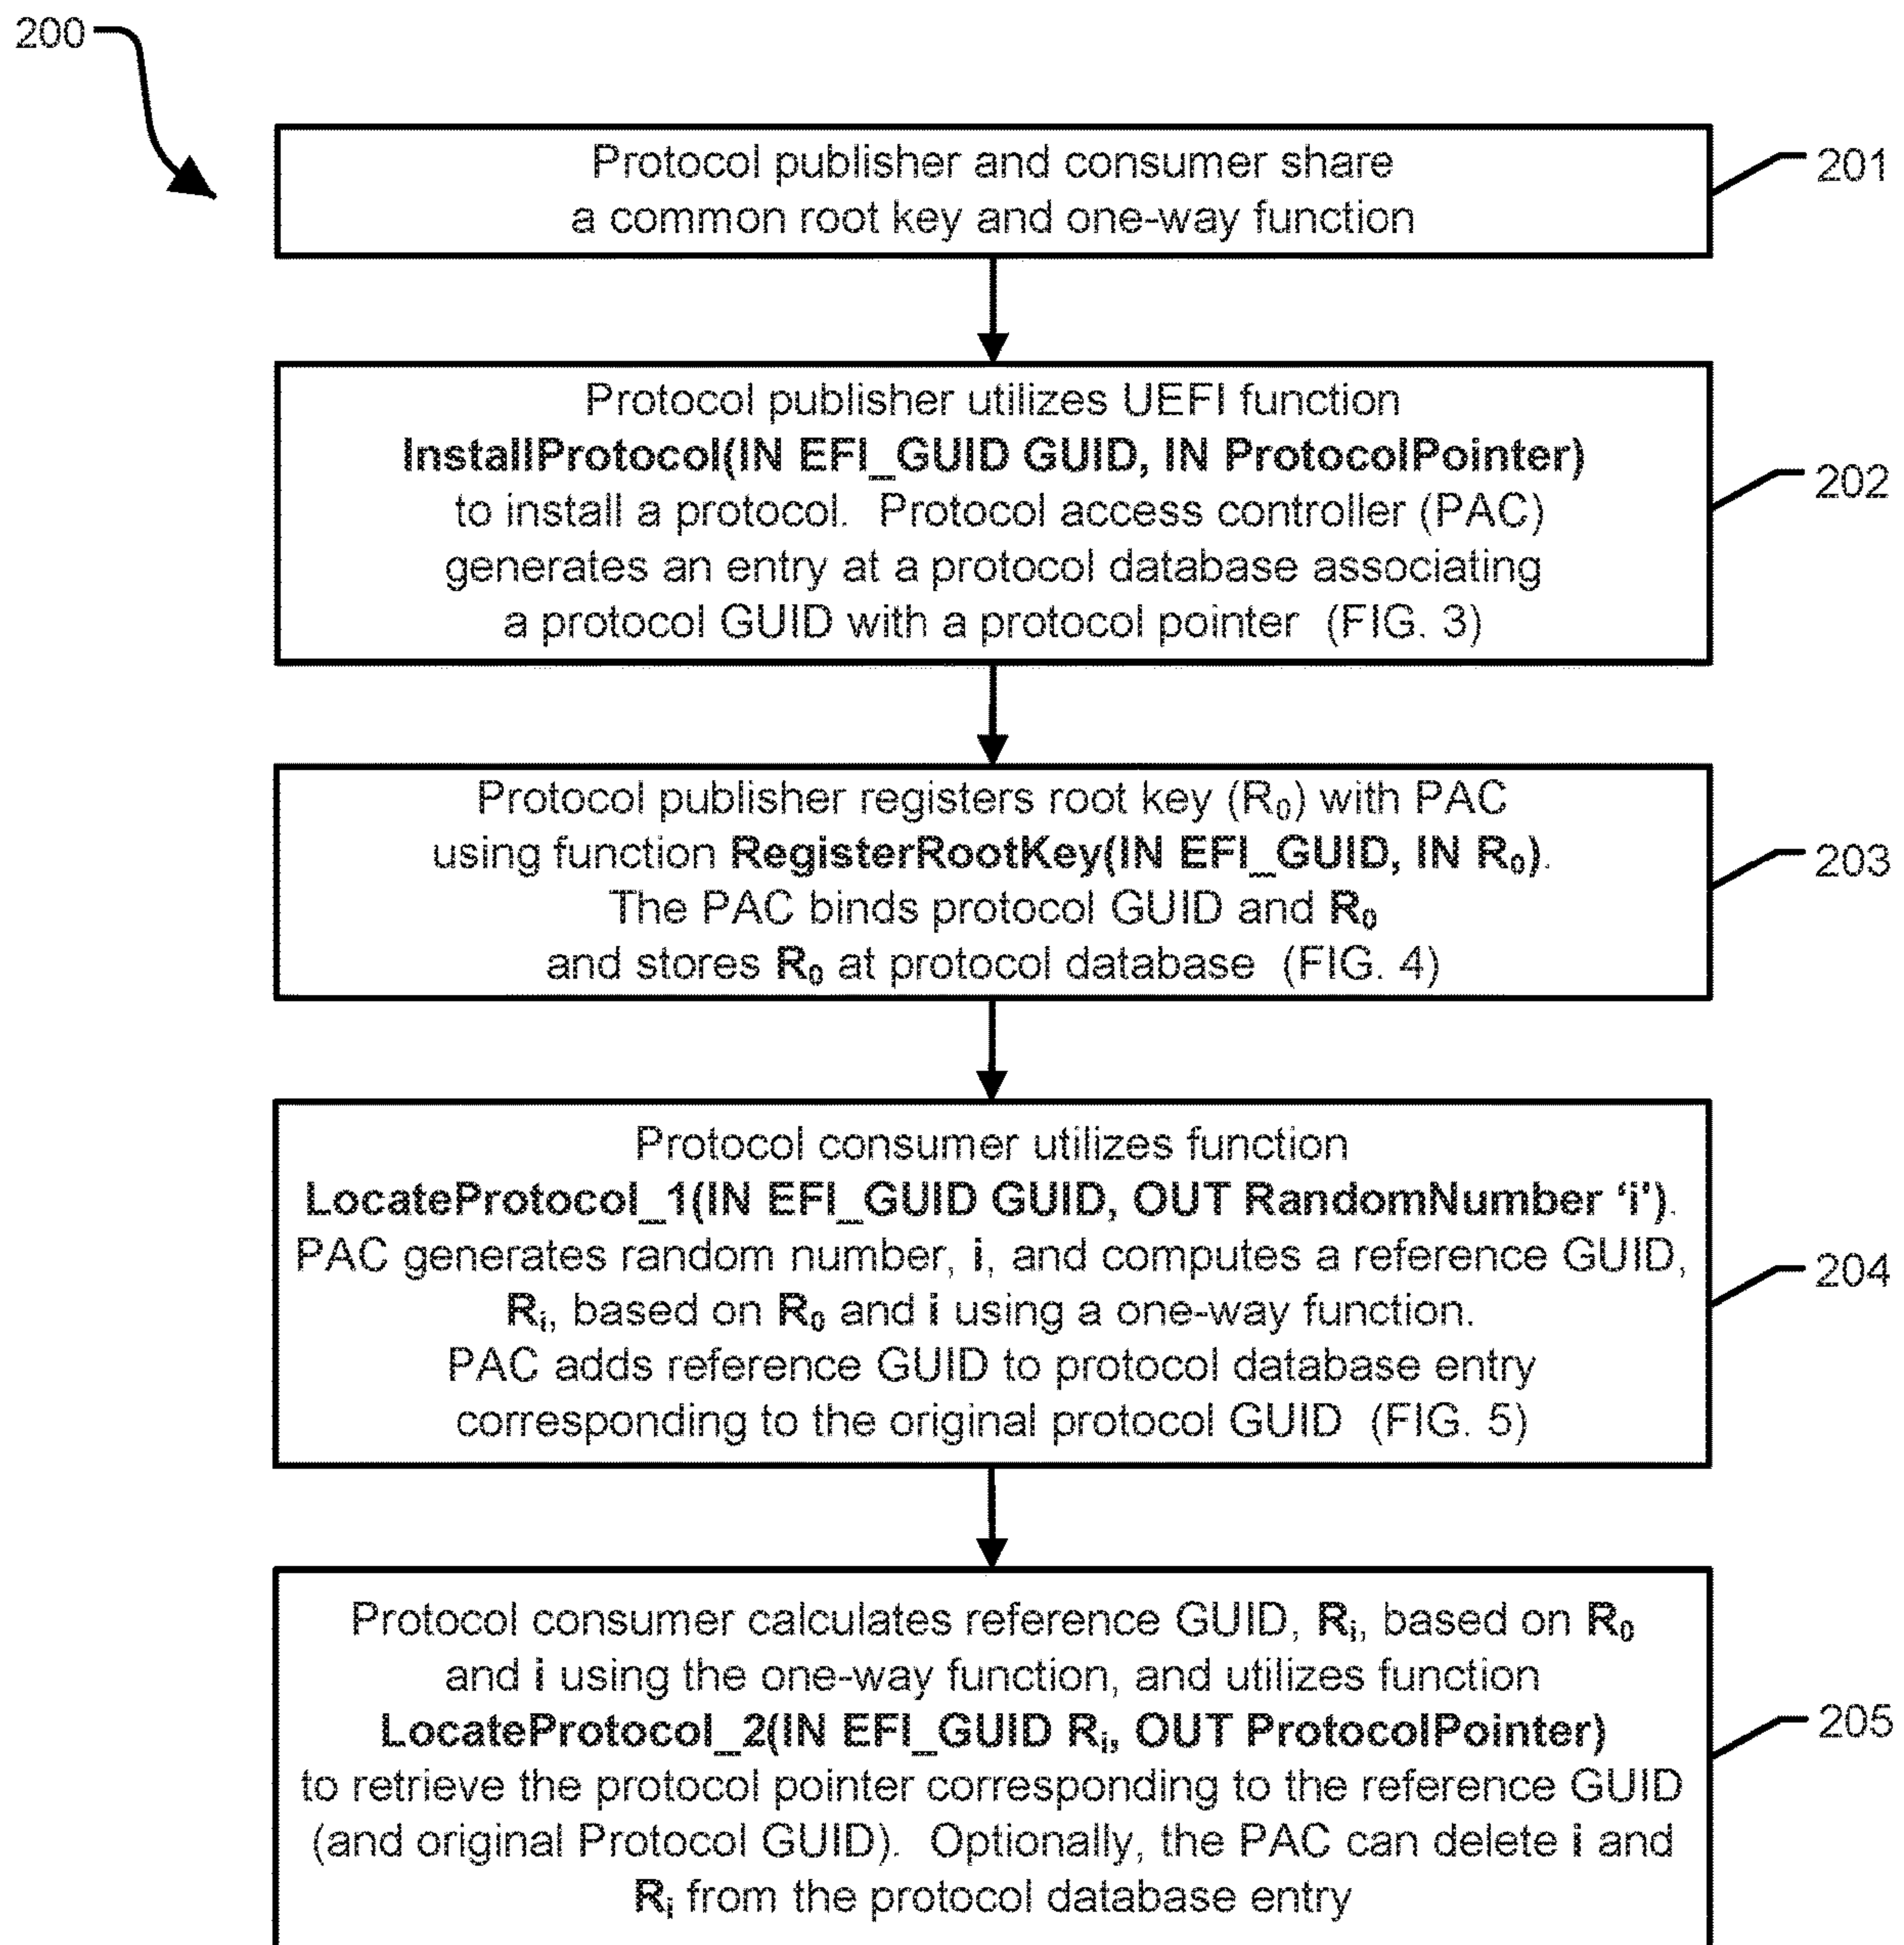 200
Protocol publisher and consumer share
a common root key and one-way function
201
Protocol publisher utilizes UEFI function
InstallProtocol(IN EFI_GUID GUID, IN ProtocolPointer)
to install a protocol. Protocol access controller (PAC)
generates an entry at a protocol database associating
a protocol GUID with a protocol pointer (FIG. 3)
202
Protocol publisher registers root key (R₀) with PAC
using function RegisterRootKey(IN EFI_GUID, IN R₀).
The PAC binds protocol GUID and R₀
and stores R₀ at protocol database (FIG. 4)
203
Protocol consumer utilizes function
LocateProtocol_1(IN EFI_GUID GUID, OUT RandomNumber ‘i’).
PAC generates random number, i, and computes a reference GUID,
Rᵢ, based on R₀ and i using a one-way function.
PAC adds reference GUID to protocol database entry
corresponding to the original protocol GUID (FIG. 5)
204
Protocol consumer calculates reference GUID, Rᵢ, based on R₀
and i using the one-way function, and utilizes function
LocateProtocol_2(IN EFI_GUID Rᵢ, OUT ProtocolPointer)
to retrieve the protocol pointer corresponding to the reference GUID
(and original Protocol GUID). Optionally, the PAC can delete i and
Rᵢ from the protocol database entry
205